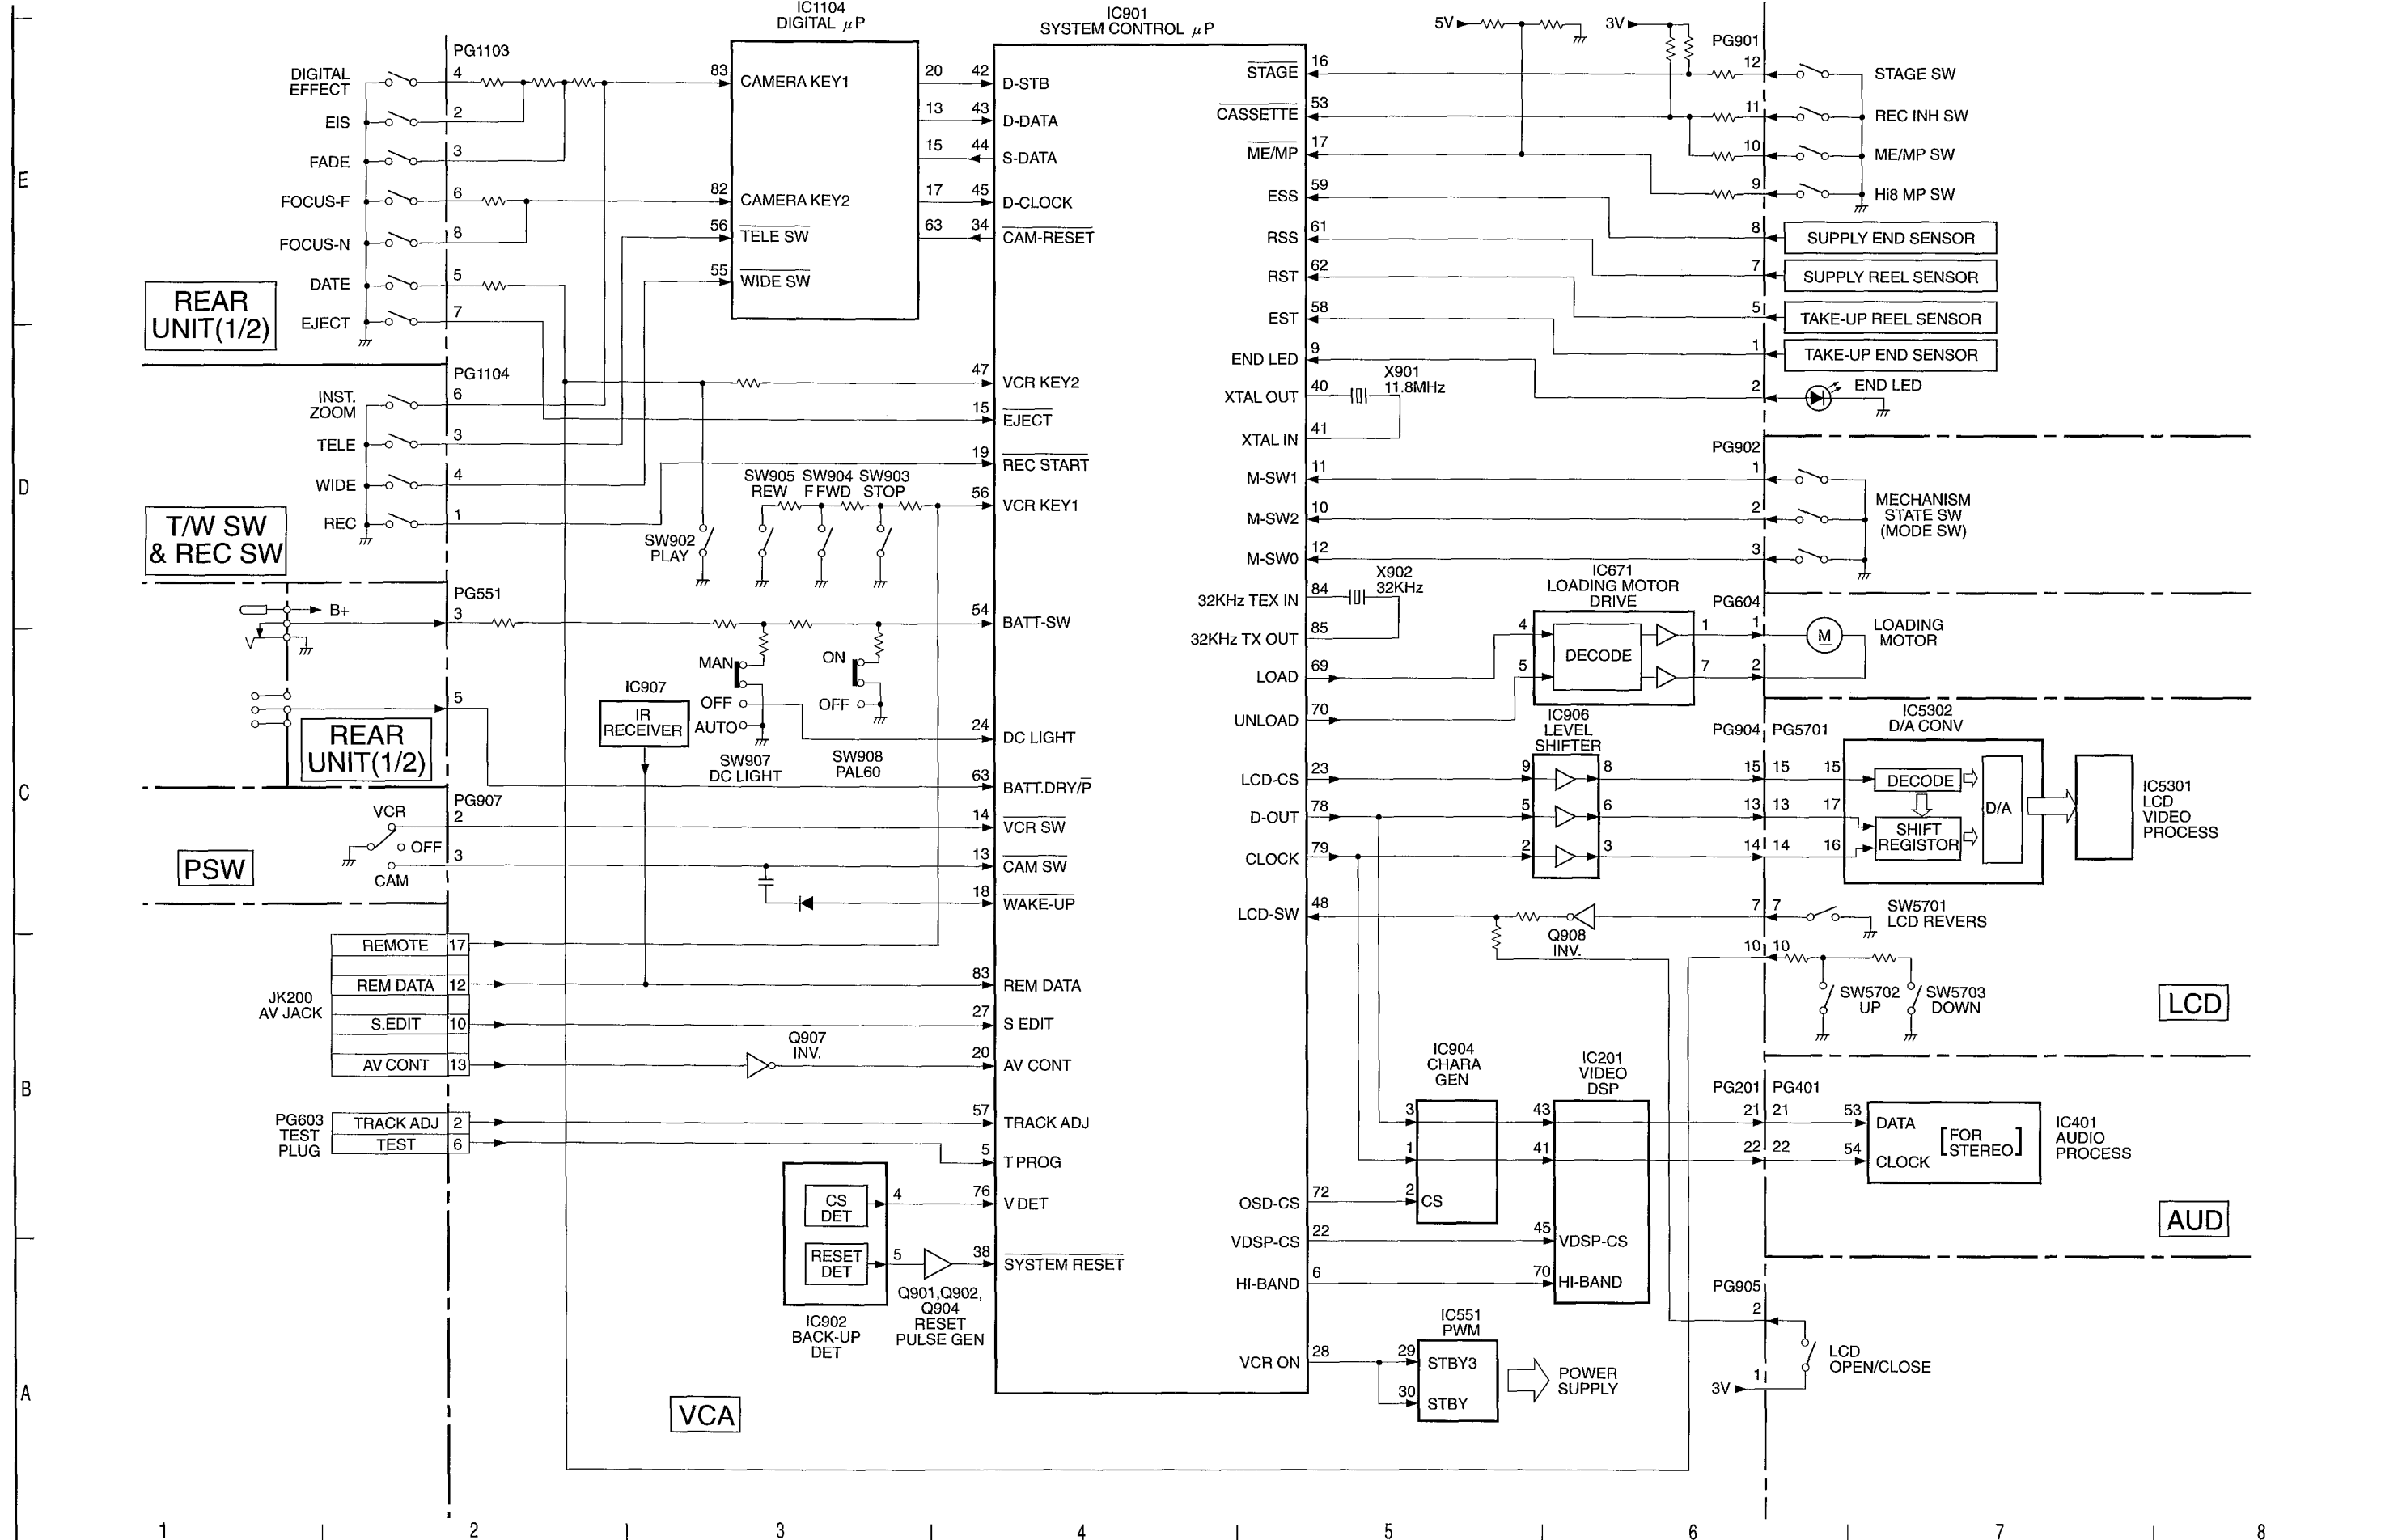 IC1104
DIGITAL μP
IC901
SYSTEM CONTROL μP
5V
3V
PG1103
DIGITAL
EFFECT
4
83
CAMERA KEY1
20
42
D-STB
EIS
2
13
43
D-DATA
FADE
3
15
44
S-DATA
FOCUS-F
6
82
CAMERA KEY2
17
45
D-CLOCK
FOCUS-N
8
56
TELE SW
63
34
CAM-RESET
DATE
5
55
WIDE SW
EJECT
7
REAR
UNIT(1/2)
PG1104
INST.
ZOOM
6
TELE
3
WIDE
4
REC
1
T/W SW
& REC SW
47
VCR KEY2
15
EJECT
19
REC START
SW905
REW
SW904
F FWD
SW903
STOP
56
VCR KEY1
SW902
PLAY
PG551
B+
3
54
BATT-SW
V
MAN
OFF
AUTO
ON
OFF
5
REAR
UNIT(1/2)
IC907
IR
RECEIVER
SW907
DC LIGHT
SW908
PAL60
24
DC LIGHT
63
BATT.DRY/P
PG907
VCR
2
OFF
3
CAM
PSW
14
VCR SW
13
CAM SW
18
WAKE-UP
JK200
AV JACK
REMOTE 17
REM DATA 12
S.EDIT 10
AV CONT 13
83
REM DATA
27
S EDIT
Q907
INV.
20
AV CONT
PG603
TEST
PLUG
TRACK ADJ 2
TEST 6
57
TRACK ADJ
5
T PROG
CS
DET
4
76
V DET
RESET
DET
5
38
SYSTEM RESET
IC902
BACK-UP
DET
Q901,Q902,
Q904
RESET
PULSE GEN
VCA
STAGE
16
PG901
12
STAGE SW
CASSETTE
53
11
REC INH SW
ME/MP
17
10
ME/MP SW
ESS
59
9
Hi8 MP SW
RSS
61
8
SUPPLY END SENSOR
RST
62
7
SUPPLY REEL SENSOR
EST
58
5
TAKE-UP REEL SENSOR
END LED
9
1
TAKE-UP END SENSOR
XTAL OUT
40
X901
11.8MHz
2
END LED
XTAL IN
41
PG902
M-SW1
11
1
M-SW2
10
2
M-SW0
12
3
MECHANISM
STATE SW
(MODE SW)
32KHz TEX IN
84
X902
32KHz
32KHz TX OUT
85
IC671
LOADING MOTOR
DRIVE
4
DECODE
1
5
7
PG604
1
M
2
LOADING
MOTOR
LOAD
69
UNLOAD
70
IC906
LEVEL
SHIFTER
PG904
PG5701
IC5302
D/A CONV
LCD-CS
23
9
8
15
15
15
DECODE
D-OUT
78
5
6
13
13
17
SHIFT
REGISTOR
D/A
CLOCK
79
2
3
14
14
16
IC5301
LCD
VIDEO
PROCESS
LCD-SW
48
Q908
INV.
7
7
SW5701
LCD REVERS
10
10
SW5702
UP
SW5703
DOWN
LCD
IC904
CHARA
GEN
IC201
VIDEO
DSP
PG201
PG401
3
43
21
21
53
DATA
1
41
22
22
54
CLOCK
[FOR
STEREO]
IC401
AUDIO
PROCESS
OSD-CS
72
2
CS
VDSP-CS
22
45
VDSP-CS
AUD
HI-BAND
6
70
HI-BAND
PG905
2
LCD
OPEN/CLOSE
3V
1
IC551
PWM
VCR ON
28
29
STBY3
30
STBY
POWER
SUPPLY
E
D
C
B
A
1
2
3
4
5
6
7
8